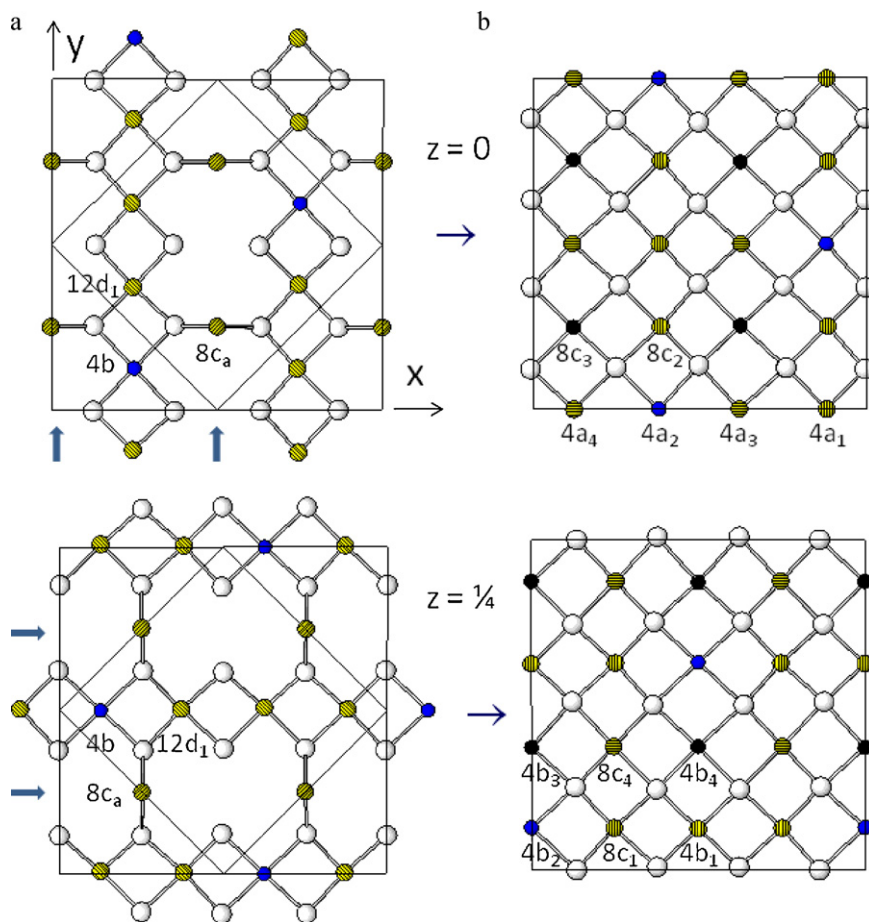 a
b
y
z = 0
12d₁
4b
8cₐ
x
8c₃ 8c₂
4a₄ 4a₂ 4a₃ 4a₁
z = ¼
4b 12d₁
8cₐ
4b₃ 8c₄ 4b₄
4b₂ 8c₁ 4b₁